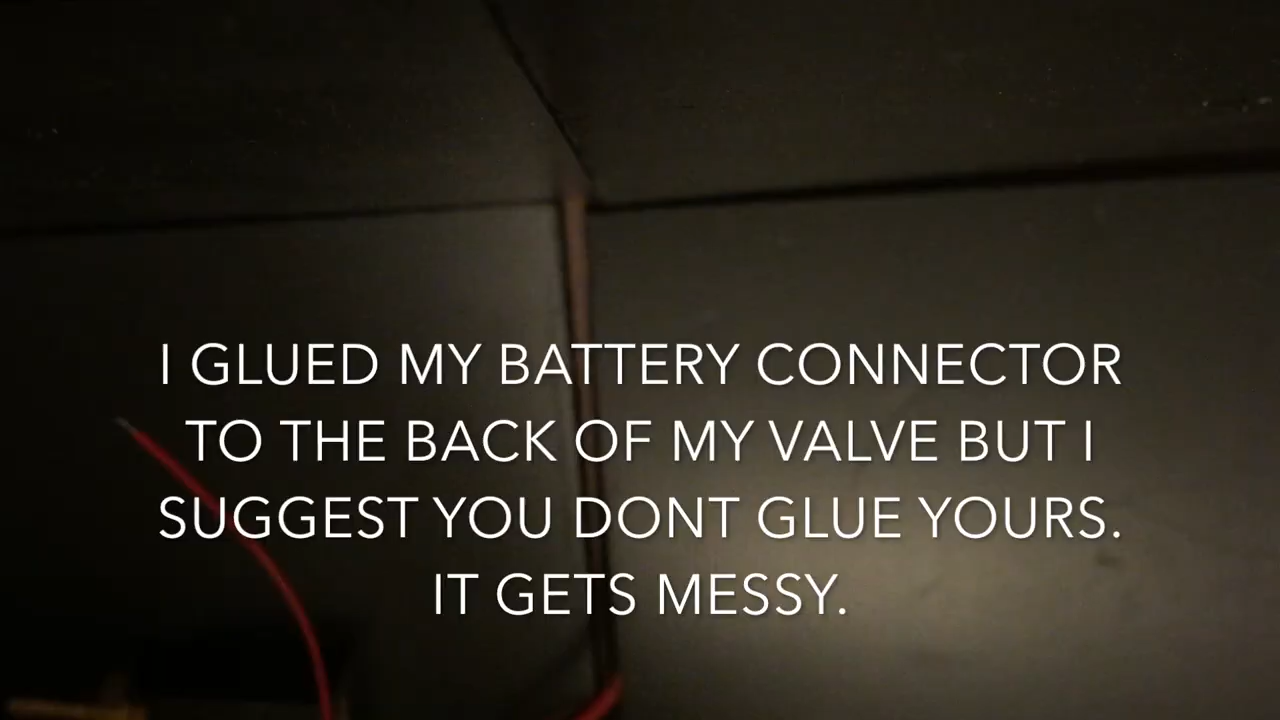 I GLUED MY BATTERY CONNECTOR
TO THE BACK OF MY VALVE BUT I
SUGGEST YOU DONT GLUE YOURS.
IT GETS MESSY.